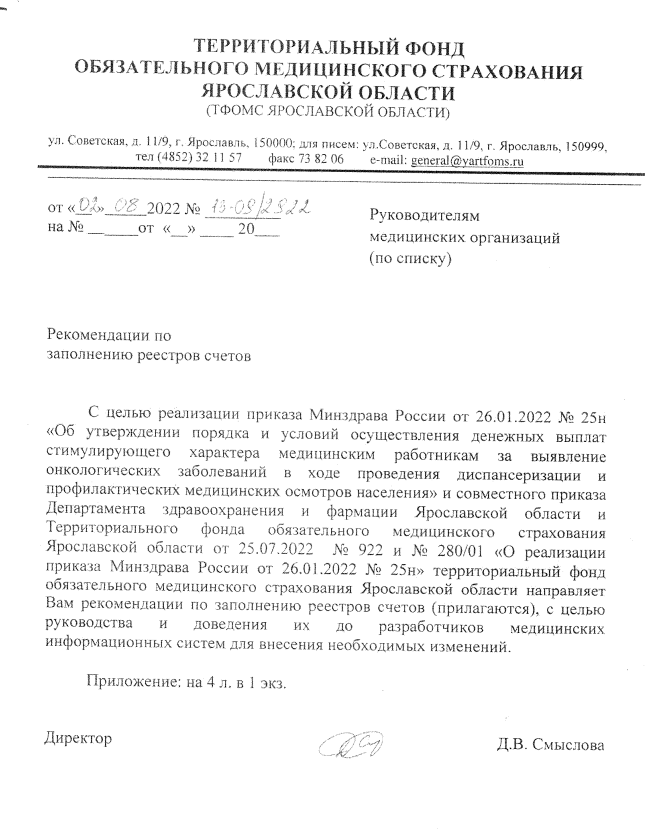 ТЕРРИТОРИАЛЬНЫЙ ФОНД
ОБЯЗАТЕЛЬНОГО МЕДИЦИНСКОГО СТРАХОВАНИЯ
ЯРОСЛАВСКОЙ ОБЛАСТИ
(ТФОМС ЯРОСЛАВСКОЙ ОБЛАСТИ)
ул. Советская, д. 11/9, г. Ярославль, 150000; для писем: ул.Советская, д. 11/9, г. Ярославль, 150999,
тел (4852) 32 11 57 факс 73 82 06 e-mail: general@yartfoms.ru
от «02» 08 2022 №
на № ______от «__» _____ 20___
Руководителям
медицинских организаций
(по списку)
Рекомендации по
заполнению реестров счетов
С целью реализации приказа Минздрава России от 26.01.2022 № 25н
«Об утверждении порядка и условий осуществления денежных выплат
стимулирующего характера медицинским работникам за выявление
онкологических заболеваний в ходе проведения диспансеризации и
профилактических медицинских осмотров населения» и совместного приказа
Департамента здравоохранения и фармации Ярославской области и
Территориального фонда обязательного медицинского страхования
Ярославской области от 25.07.2022 № 922 и № 280/01 «О реализации
приказа Минздрава России от 26.01.2022 № 25н» территориальный фонд
обязательного медицинского страхования Ярославской области направляет
Вам рекомендации по заполнению реестров счетов (прилагаются), с целью
руководства и доведения их до разработчиков медицинских
информационных систем для внесения необходимых изменений.
Приложение: на 4 л. в 1 экз.
Директор
Д.В. Смыслова